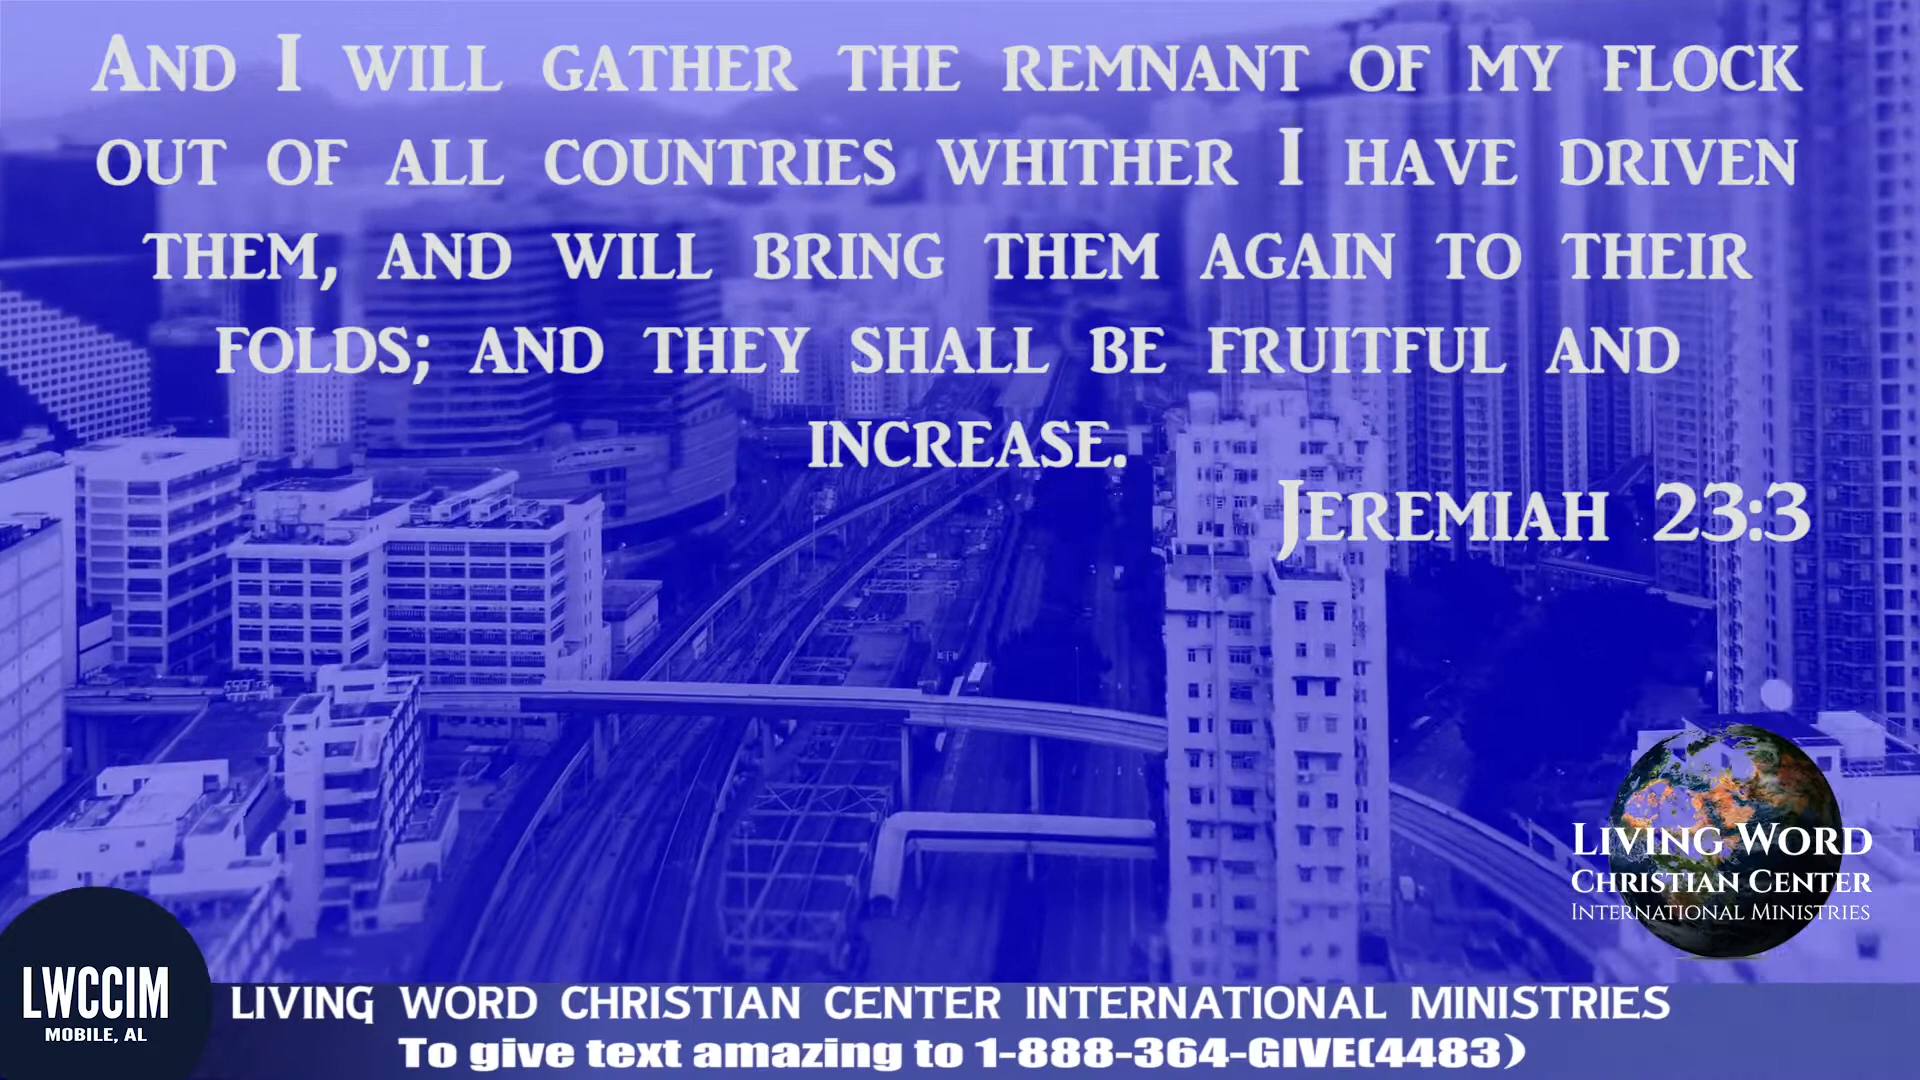 And I will gather the remnant of my flock
out of all countries whither I have driven
them, and will bring them again to their
folds; and they shall be fruitful and
increase.
Jeremiah 23:3
Living Word
Christian Center
International Ministries
LWCCIM
MOBILE, AL
LIVING WORD CHRISTIAN CENTER INTERNATIONAL MINISTRIES
To give text amazing to 1-888-364-GIVE(4483)